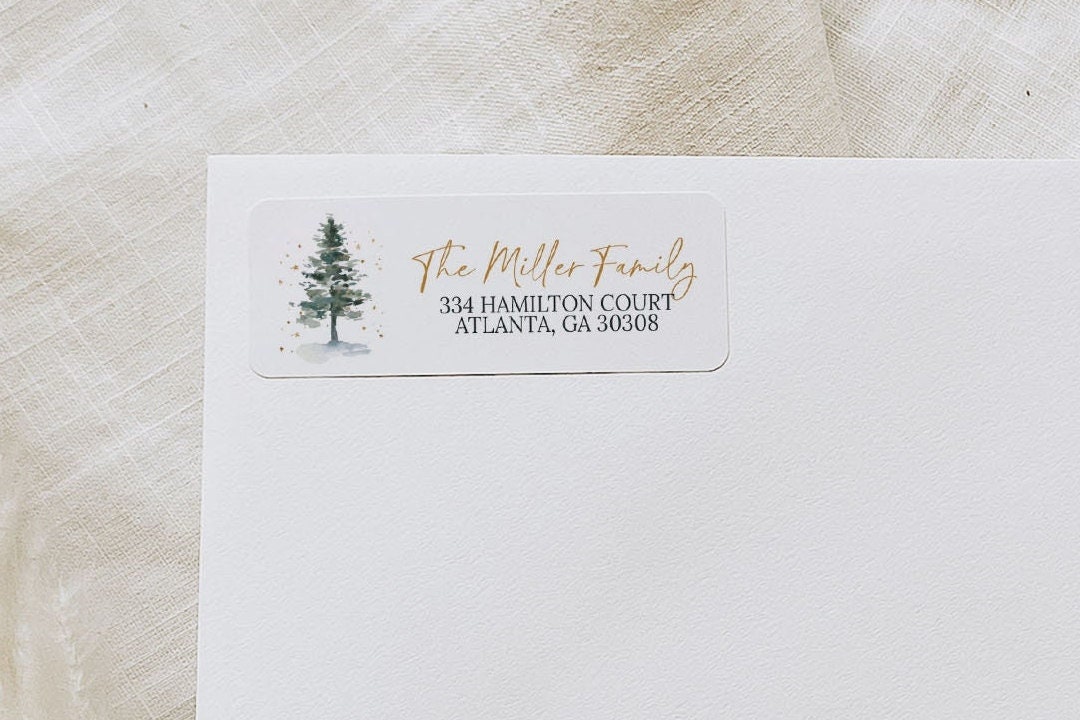 The Miller Family
334 HAMILTON COURT
ATLANTA, GA 30308